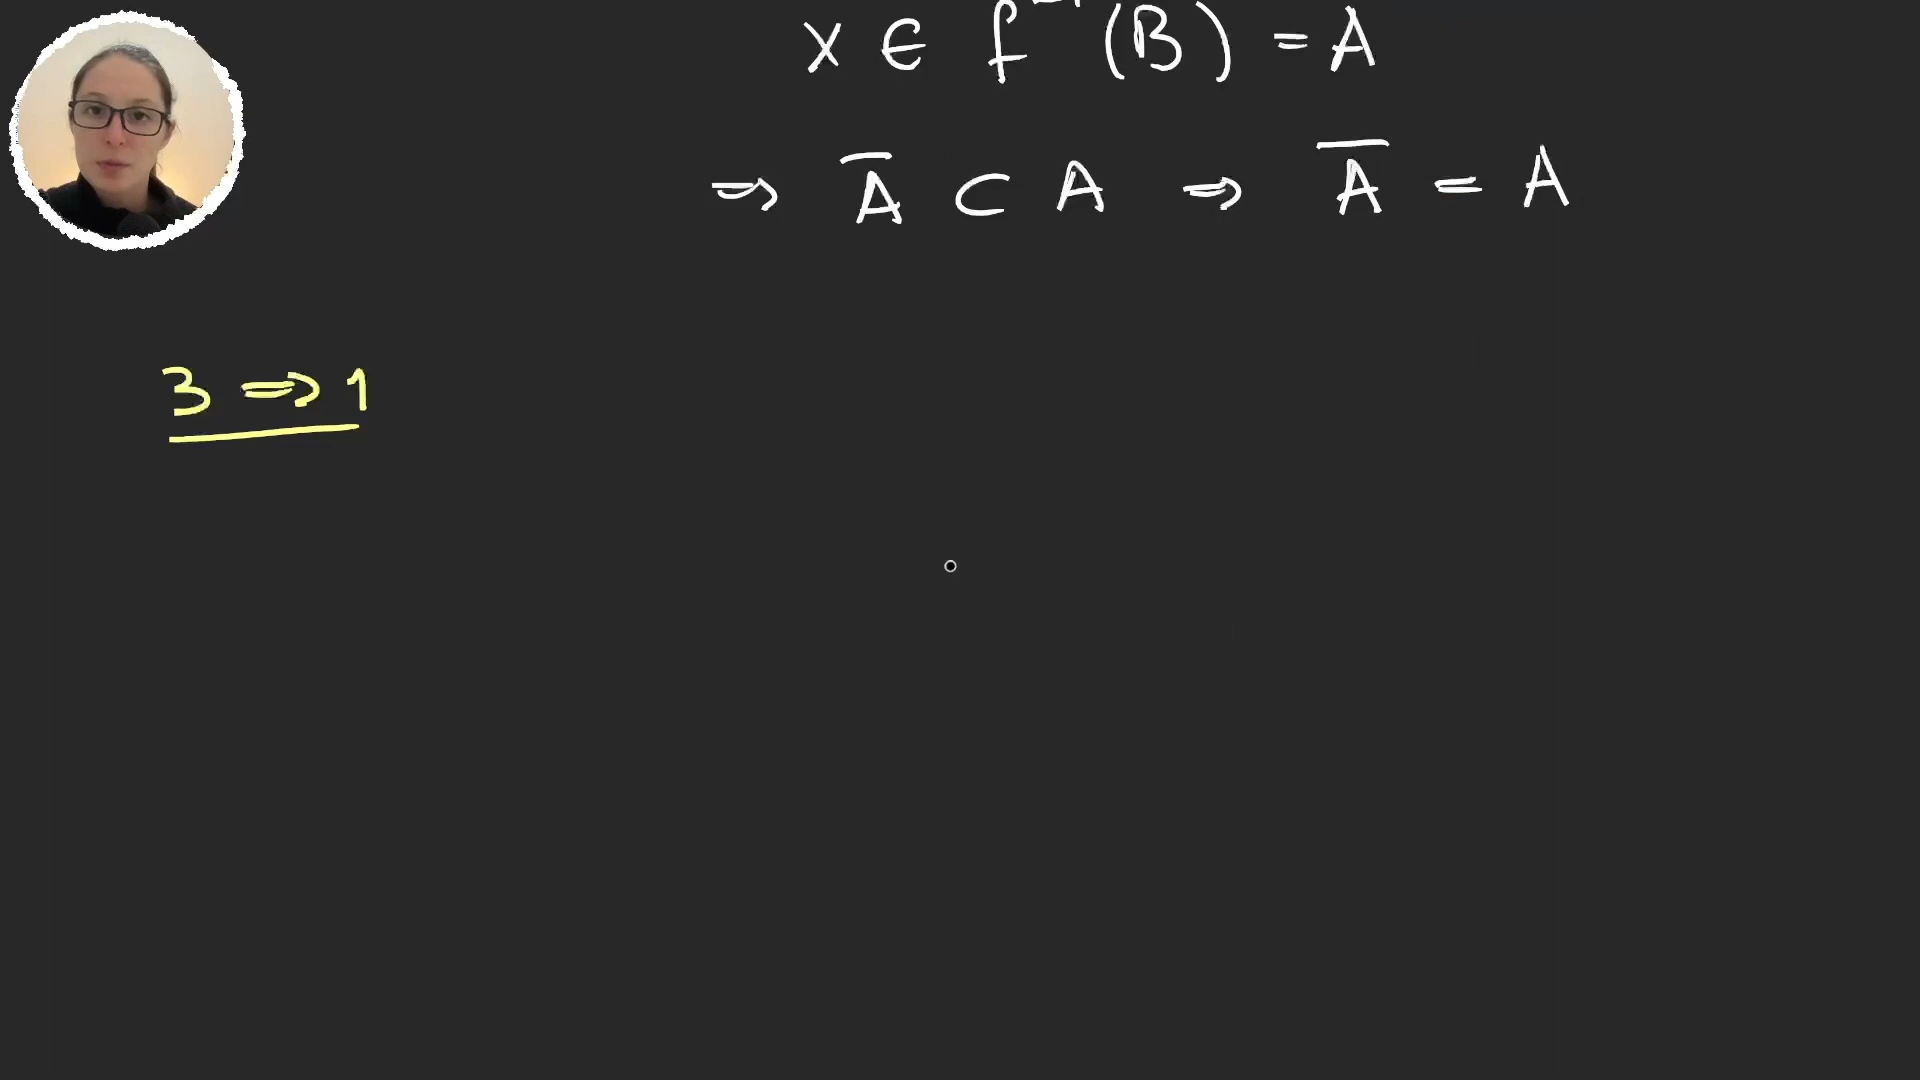 x ∈ f⁻¹(B) = A
⇒ A̅ ⊂ A ⇒ A̅ = A
3 ⇒ 1